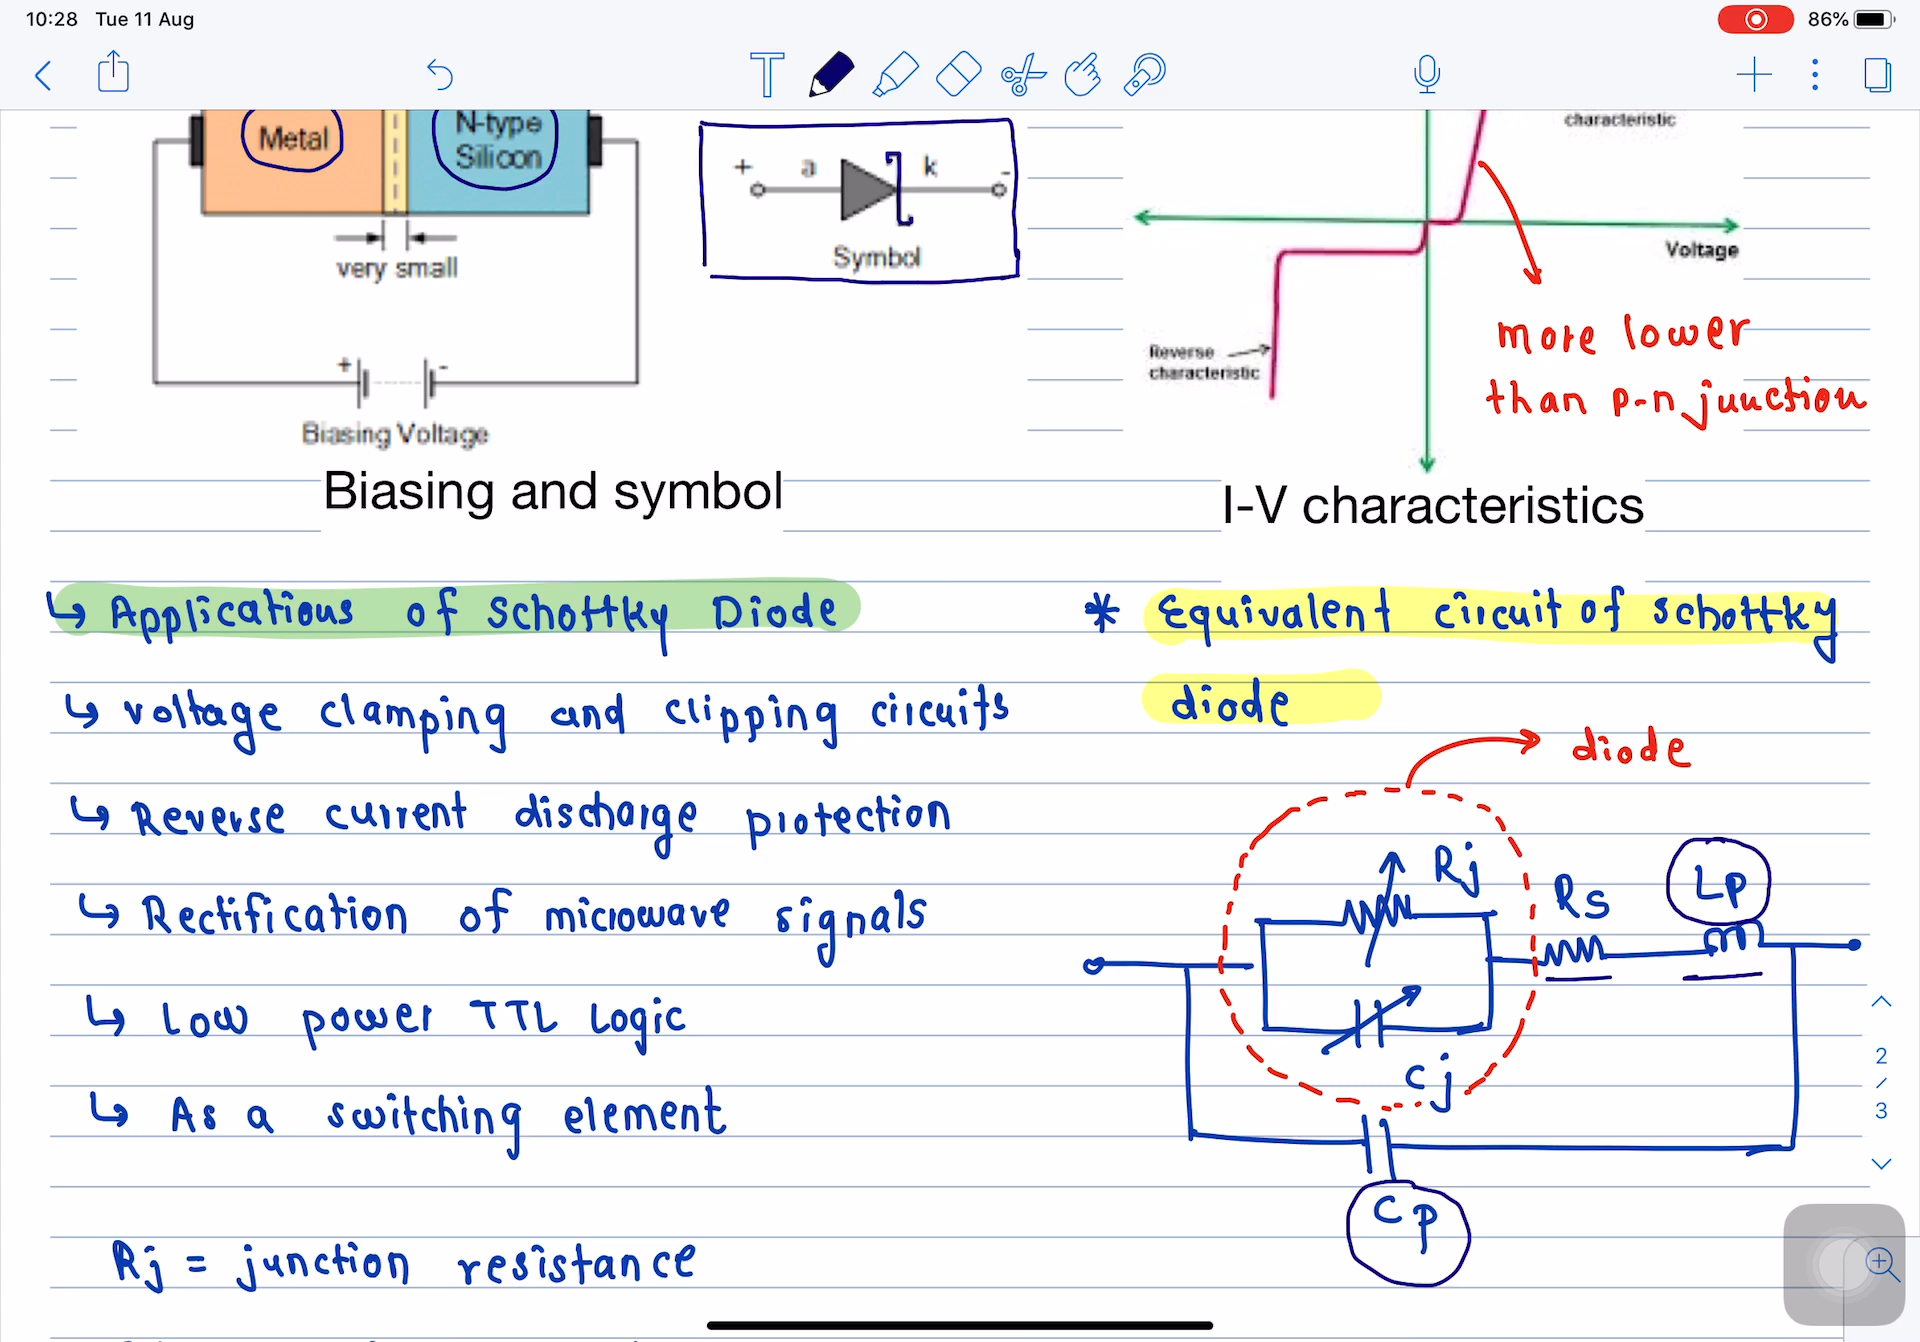 10:28 Tue 11 Aug
86%
Metal
N-type
Silicon
very small
+ -
Biasing Voltage
+ a k -
Symbol
characteristic
Voltage
Reverse
characteristic
more lower
than p-n junction
Biasing and symbol
I-V characteristics
↳ Applications of schottky Diode
↳ voltage clamping and clipping circuits
↳ Reverse current discharge protection
↳ Rectification of microwave signals
↳ Low power TTL Logic
↳ As a switching element
Rj = junction resistance
* Equivalent circuit of schottky
diode
diode
Rj
Rs
Lp
Cj
Cp
2
/
3